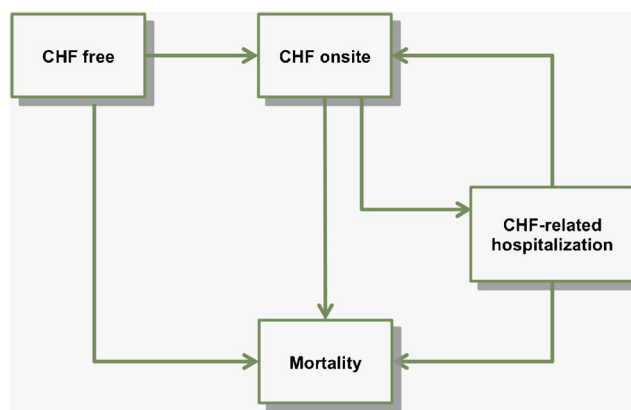 CHF free
CHF onsite
CHF-related
hospitalization
Mortality